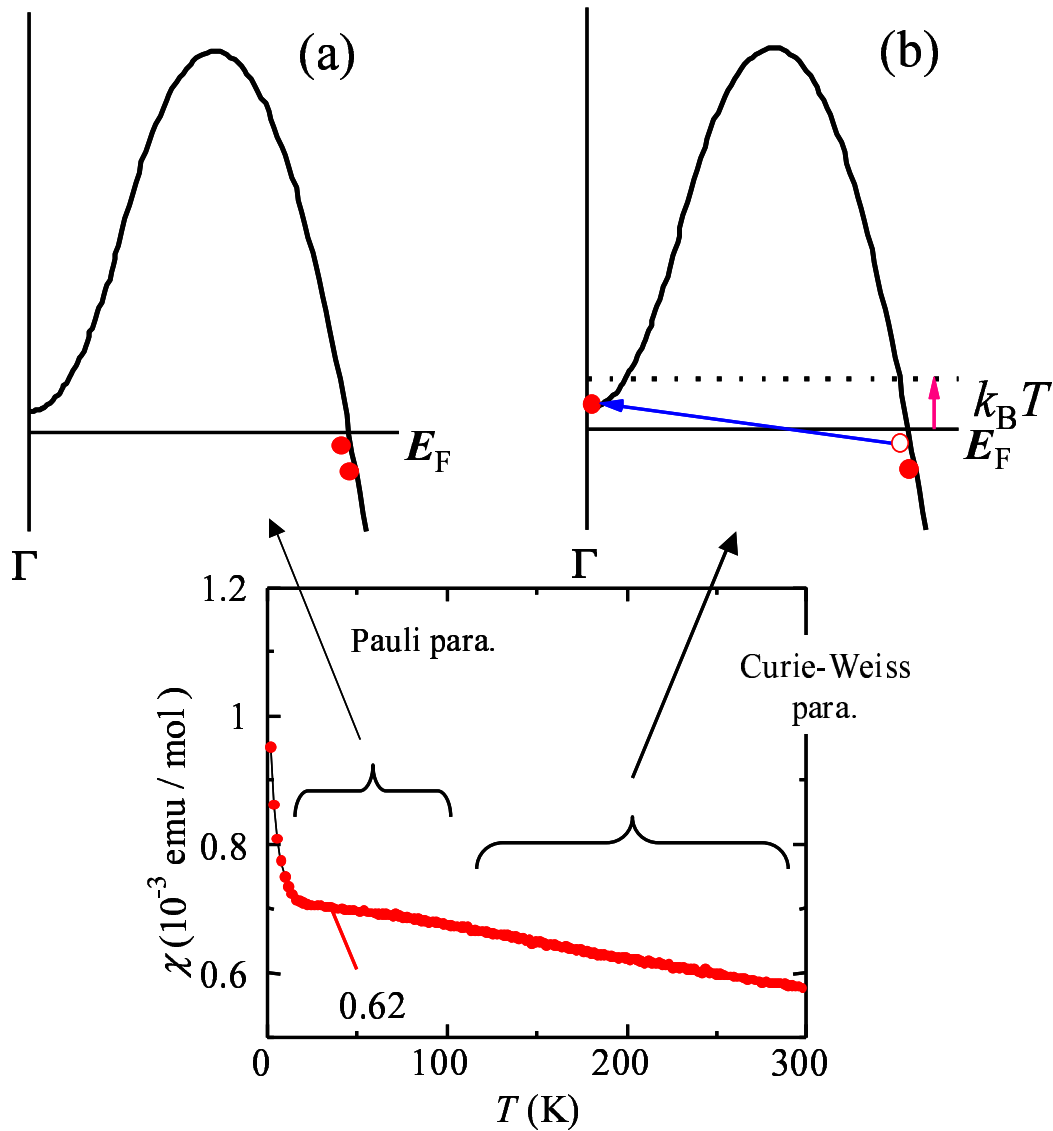 (a)
(b)
k_B T
E_F
E_F
Γ
Γ
1.2
Pauli para.
Curie-Weiss
para.
1
0.8
0.6
χ (10⁻³ emu / mol)
0.62
0
100
200
300
T (K)